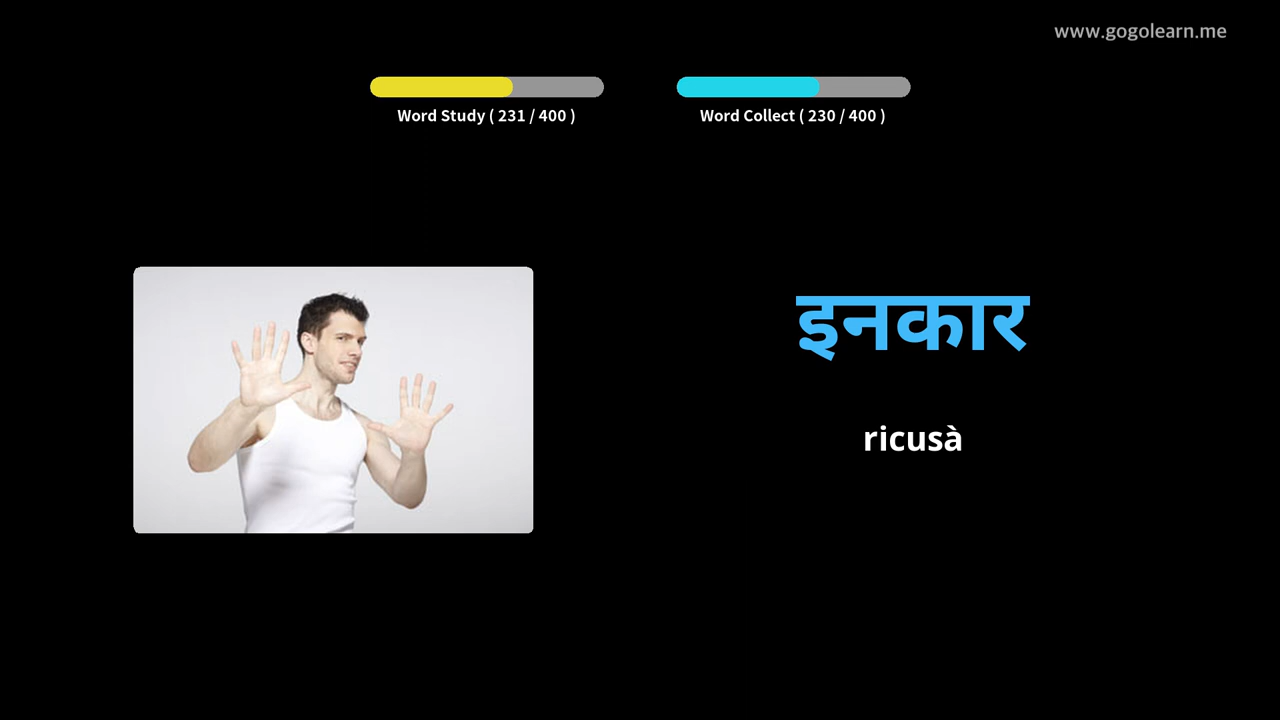 www.gogolearn.me
Word Study ( 231 / 400 )
Word Collect ( 230 / 400 )
इनकार
ricusà